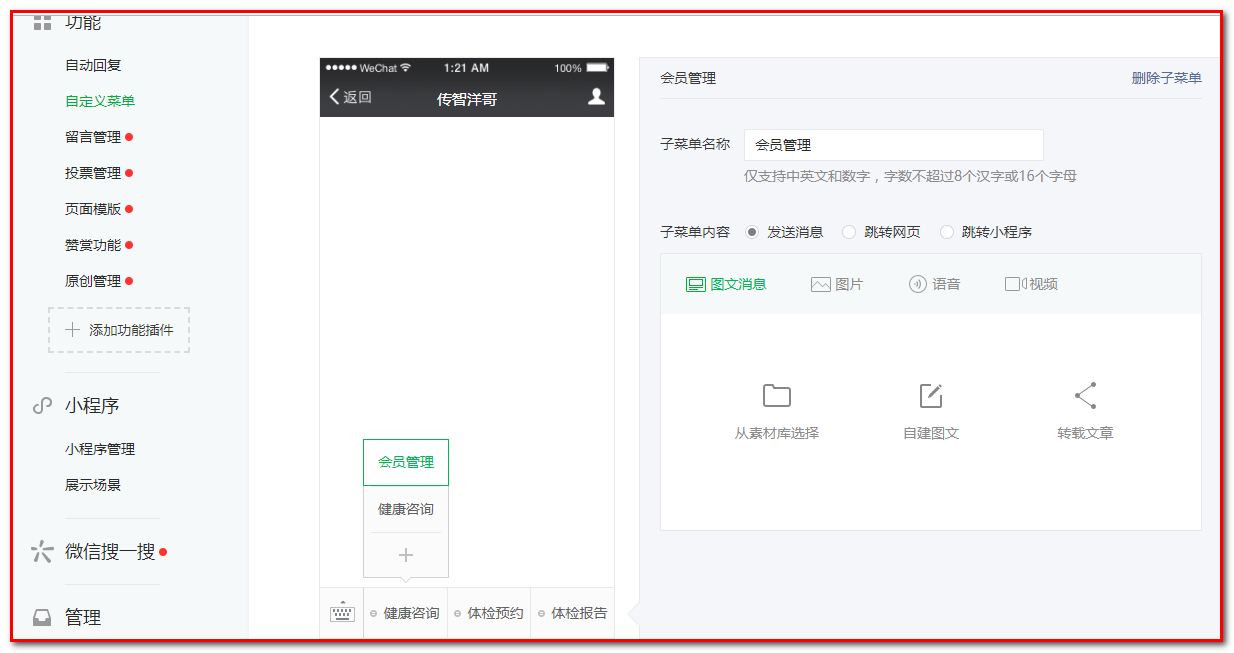 功能
自动回复
自定义菜单
留言管理
投票管理
页面模版
赞赏功能
原创管理
添加功能插件
小程序
小程序管理
展示场景
微信搜一搜
管理
WeChat 1:21 AM 100%
返回 传智洋哥
会员管理
健康咨询
健康咨询 体检预约 体检报告
会员管理 删除子菜单
子菜单名称 会员管理
仅支持中英文和数字，字数不超过8个汉字或16个字母
子菜单内容 发送消息 跳转网页 跳转小程序
图文消息 图片 语音 视频
从素材库选择 自建图文 转载文章